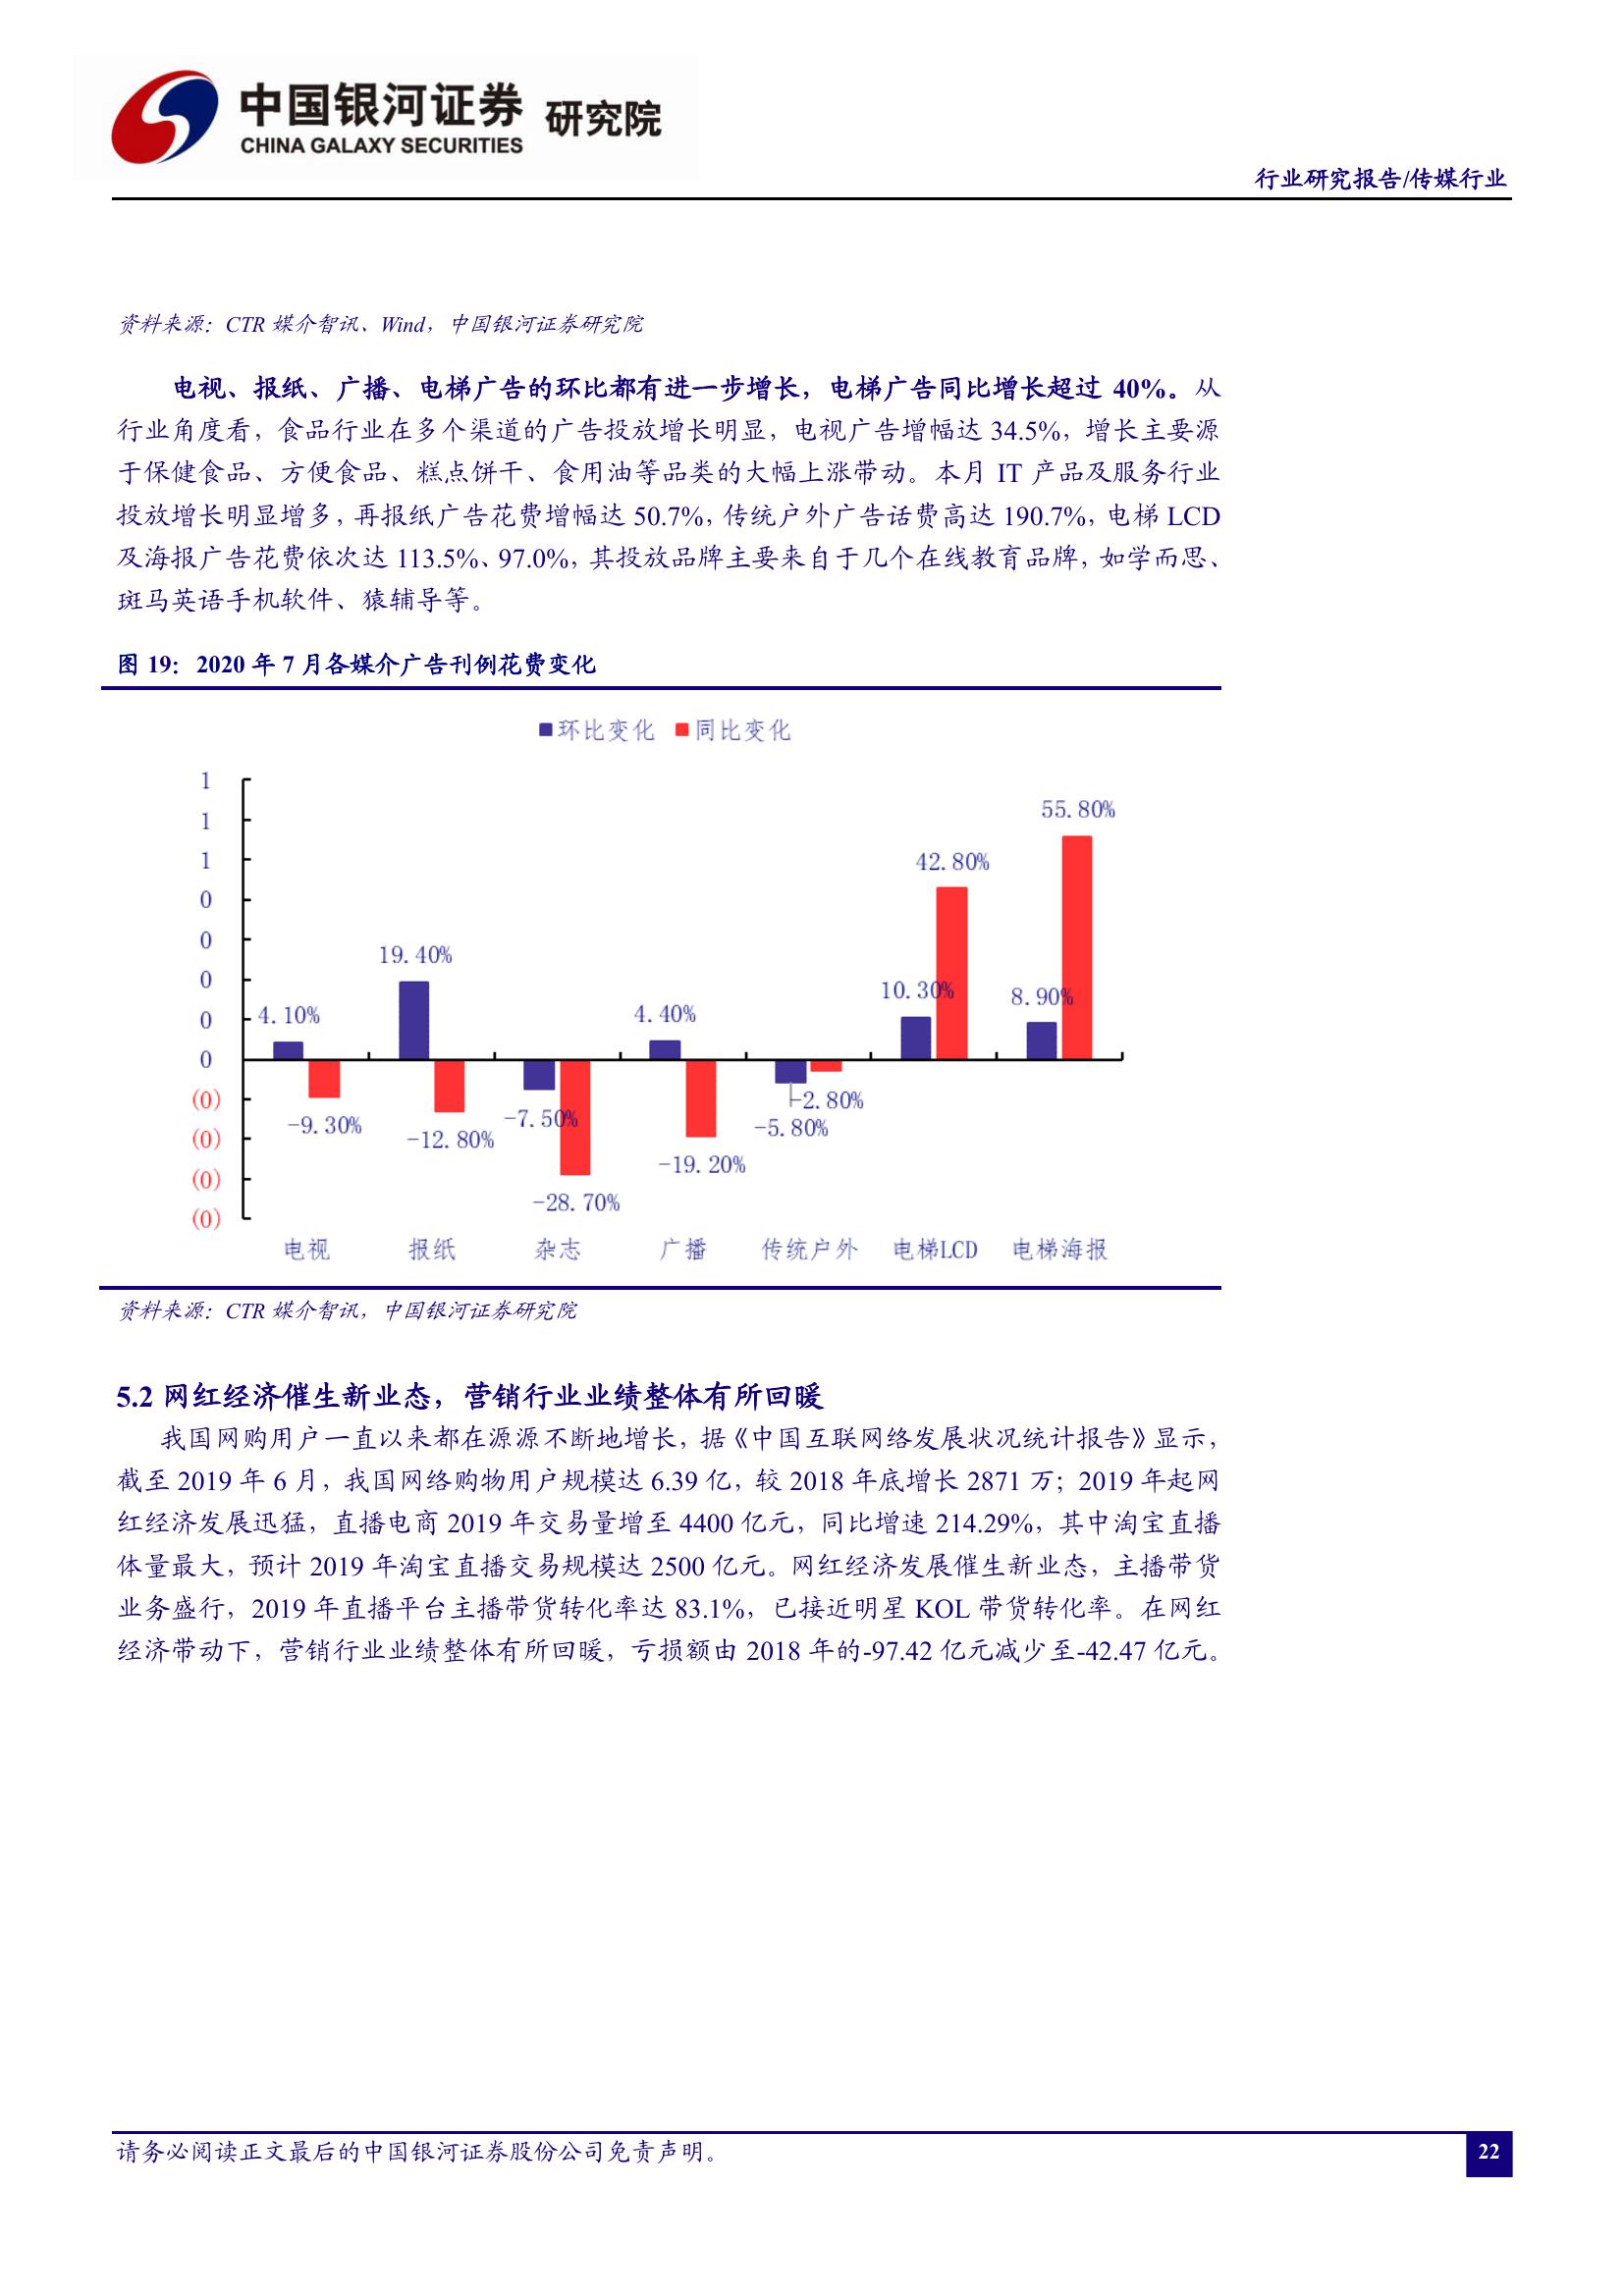 中国银河证券 研究院
CHINA GALAXY SECURITIES
行业研究报告/传媒行业
资料来源：CTR 媒介智讯、Wind，中国银河证券研究院
电视、报纸、广播、电梯广告的环比都有进一步增长，电梯广告同比增长超过 40%。从
行业角度看，食品行业在多个渠道的广告投放增长明显，电视广告增幅达 34.5%，增长主要源
于保健食品、方便食品、糕点饼干、食用油等品类的大幅上涨带动。本月 IT 产品及服务行业
投放增长明显增多，再报纸广告花费增幅达 50.7%，传统户外广告话费高达 190.7%，电梯 LCD
及海报广告花费依次达 113.5%、97.0%，其投放品牌主要来自于几个在线教育品牌，如学而思、
斑马英语手机软件、猿辅导等。
图 19：2020 年 7 月各媒介广告刊例花费变化
环比变化 同比变化
1
1
1
0
0
0
0
0
(0)
(0)
(0)
(0)
4.10%
-9.30%
19.40%
-12.80%
-7.50%
-28.70%
4.40%
-19.20%
-5.80%
-2.80%
10.30%
42.80%
8.90%
55.80%
电视 报纸 杂志 广播 传统户外 电梯LCD 电梯海报
资料来源：CTR 媒介智讯，中国银河证券研究院
5.2 网红经济催生新业态，营销行业业绩整体有所回暖
我国网购用户一直以来都在源源不断地增长，据《中国互联网络发展状况统计报告》显示，
截至 2019 年 6 月，我国网络购物用户规模达 6.39 亿，较 2018 年底增长 2871 万；2019 年起网
红经济发展迅猛，直播电商 2019 年交易量增至 4400 亿元，同比增速 214.29%，其中淘宝直播
体量最大，预计 2019 年淘宝直播交易规模达 2500 亿元。网红经济发展催生新业态，主播带货
业务盛行，2019 年直播平台主播带货转化率达 83.1%，已接近明星 KOL 带货转化率。在网红
经济带动下，营销行业业绩整体有所回暖，亏损额由 2018 年的-97.42 亿元减少至-42.47 亿元。
请务必阅读正文最后的中国银河证券股份公司免责声明。
22